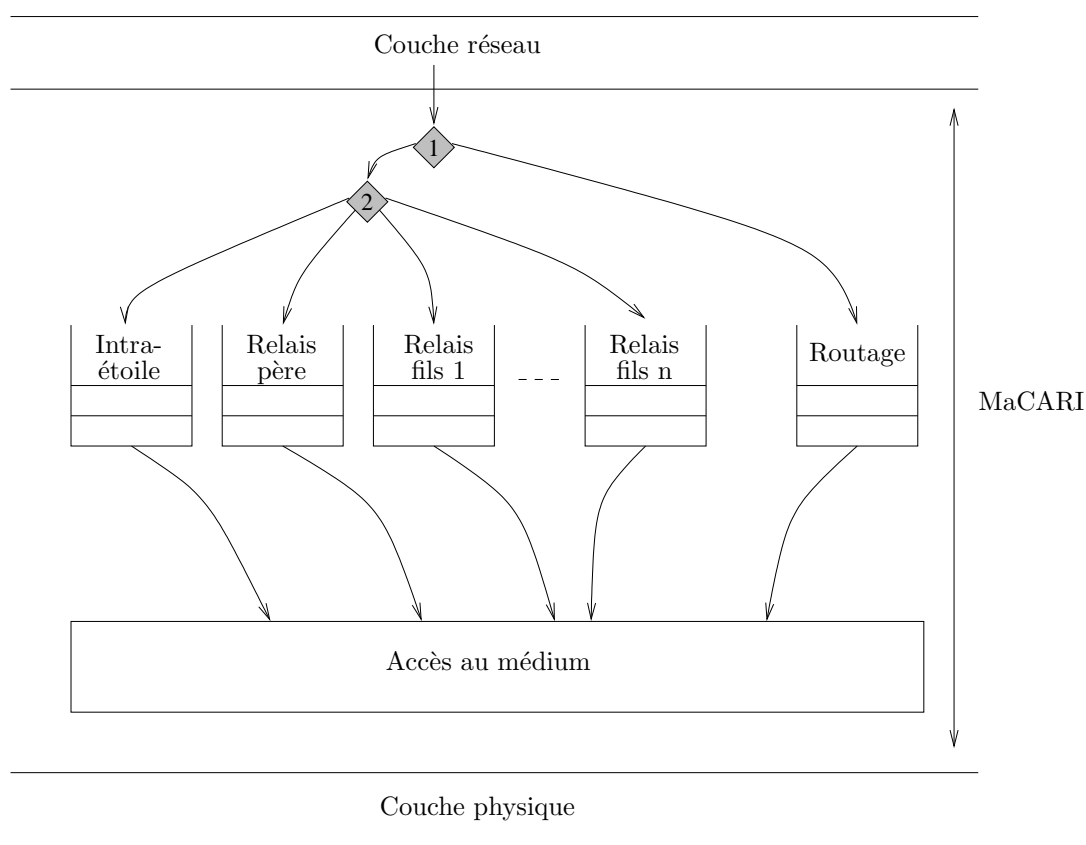 Couche réseau
1
2
Intra-
étoile
Relais
père
Relais
fils 1
Relais
fils n
Routage
MaCARI
Accès au médium
Couche physique